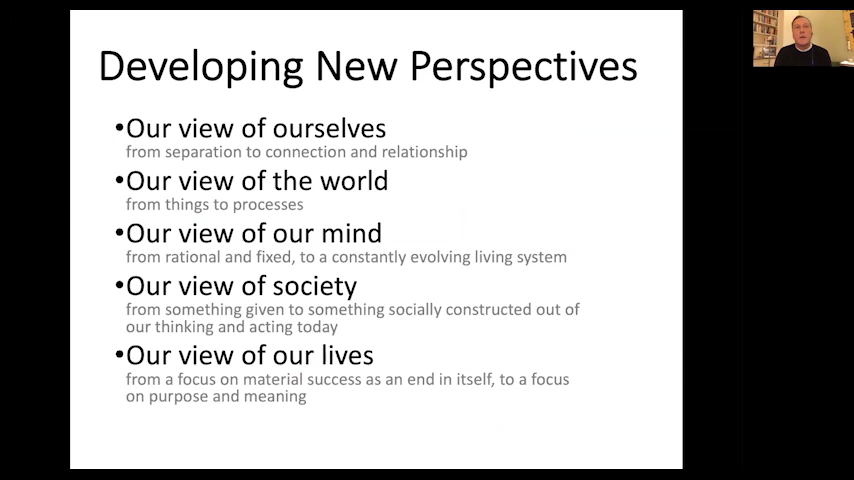 Developing New Perspectives
•Our view of ourselves
from separation to connection and relationship
•Our view of the world
from things to processes
•Our view of our mind
from rational and fixed, to a constantly evolving living system
•Our view of society
from something given to something socially constructed out of
our thinking and acting today
•Our view of our lives
from a focus on material success as an end in itself, to a focus
on purpose and meaning